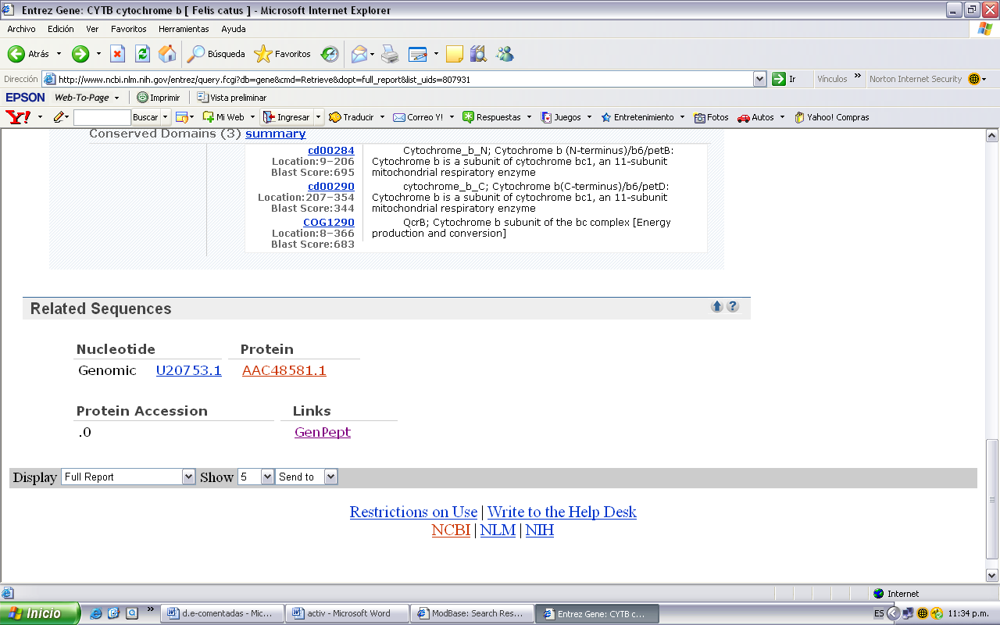 Entrez Gene: CYTB cytochrome b [ Felis catus ] - Microsoft Internet Explorer
Archivo Edición Ver Favoritos Herramientas Ayuda
Atrás Búsqueda Favoritos
Dirección http://www.ncbi.nlm.nih.gov/entrez/query.fcgi?db=gene&cmd=Retrieve&dopt=full_report&list_uids=807931 Ir Vínculos » Norton Internet Security
EPSON Web-To-Page Imprimir Vista preliminar
Y! Buscar Mi Web Ingresar Traducir Correo Y! Respuestas Juegos Entretenimiento Fotos Autos Yahoo! Compras
Conserved Domains (3) summary
cd00284 Cytochrome_b_N; Cytochrome b (N-terminus)/b6/petB:
Location:9-206 Cytochrome b is a subunit of cytochrome bc1, an 11-subunit
Blast Score:695 mitochondrial respiratory enzyme
cd00290 cytochrome_b_C; Cytochrome b(C-terminus)/b6/petD:
Location:207-354 Cytochrome b is a subunit of cytochrome bc1, an 11-subunit
Blast Score:344 mitochondrial respiratory enzyme
COG1290 QcrB; Cytochrome b subunit of the bc complex [Energy
Location:8-366 production and conversion]
Blast Score:683
Related Sequences ?
Nucleotide Protein
Genomic U20753.1 AAC48581.1
Protein Accession Links
.0 GenPept
Display Full Report Show 5 Send to
Restrictions on Use | Write to the Help Desk
NCBI | NLM | NIH
Internet
Inicio » d.e-comentadas - Mic... activ - Microsoft Word ModBase: Search Res... Entrez Gene: CYTB c... ES 11:34 p.m.